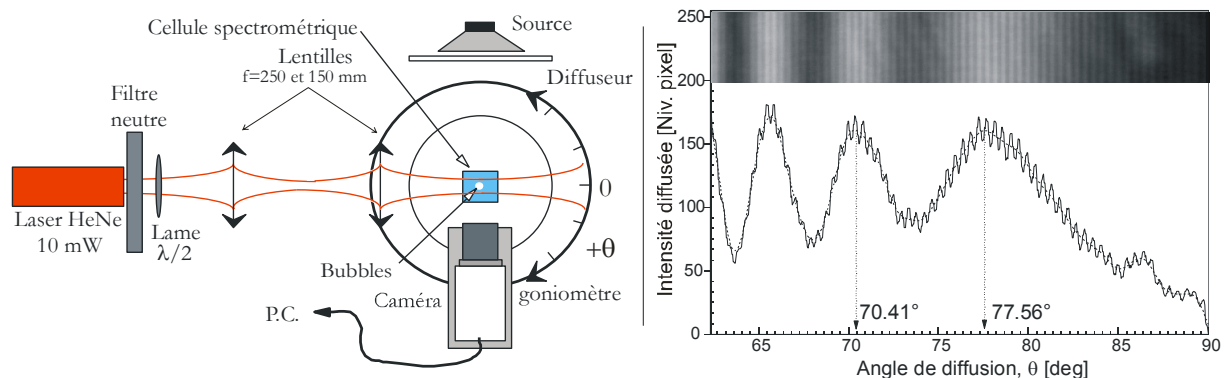 Cellule spectrométrique
Source
Lentilles
f=250 et 150 mm
Diffuseur
Filtre
neutre
0
Laser HeNe
10 mW
Lame
λ/2
+θ
Bubbles
Caméra
goniomètre
P.C.
Intensité diffusée [Niv. pixel]
250
200
150
100
50
0
70.41°
77.56°
65
70
75
80
85
90
Angle de diffusion, θ [deg]